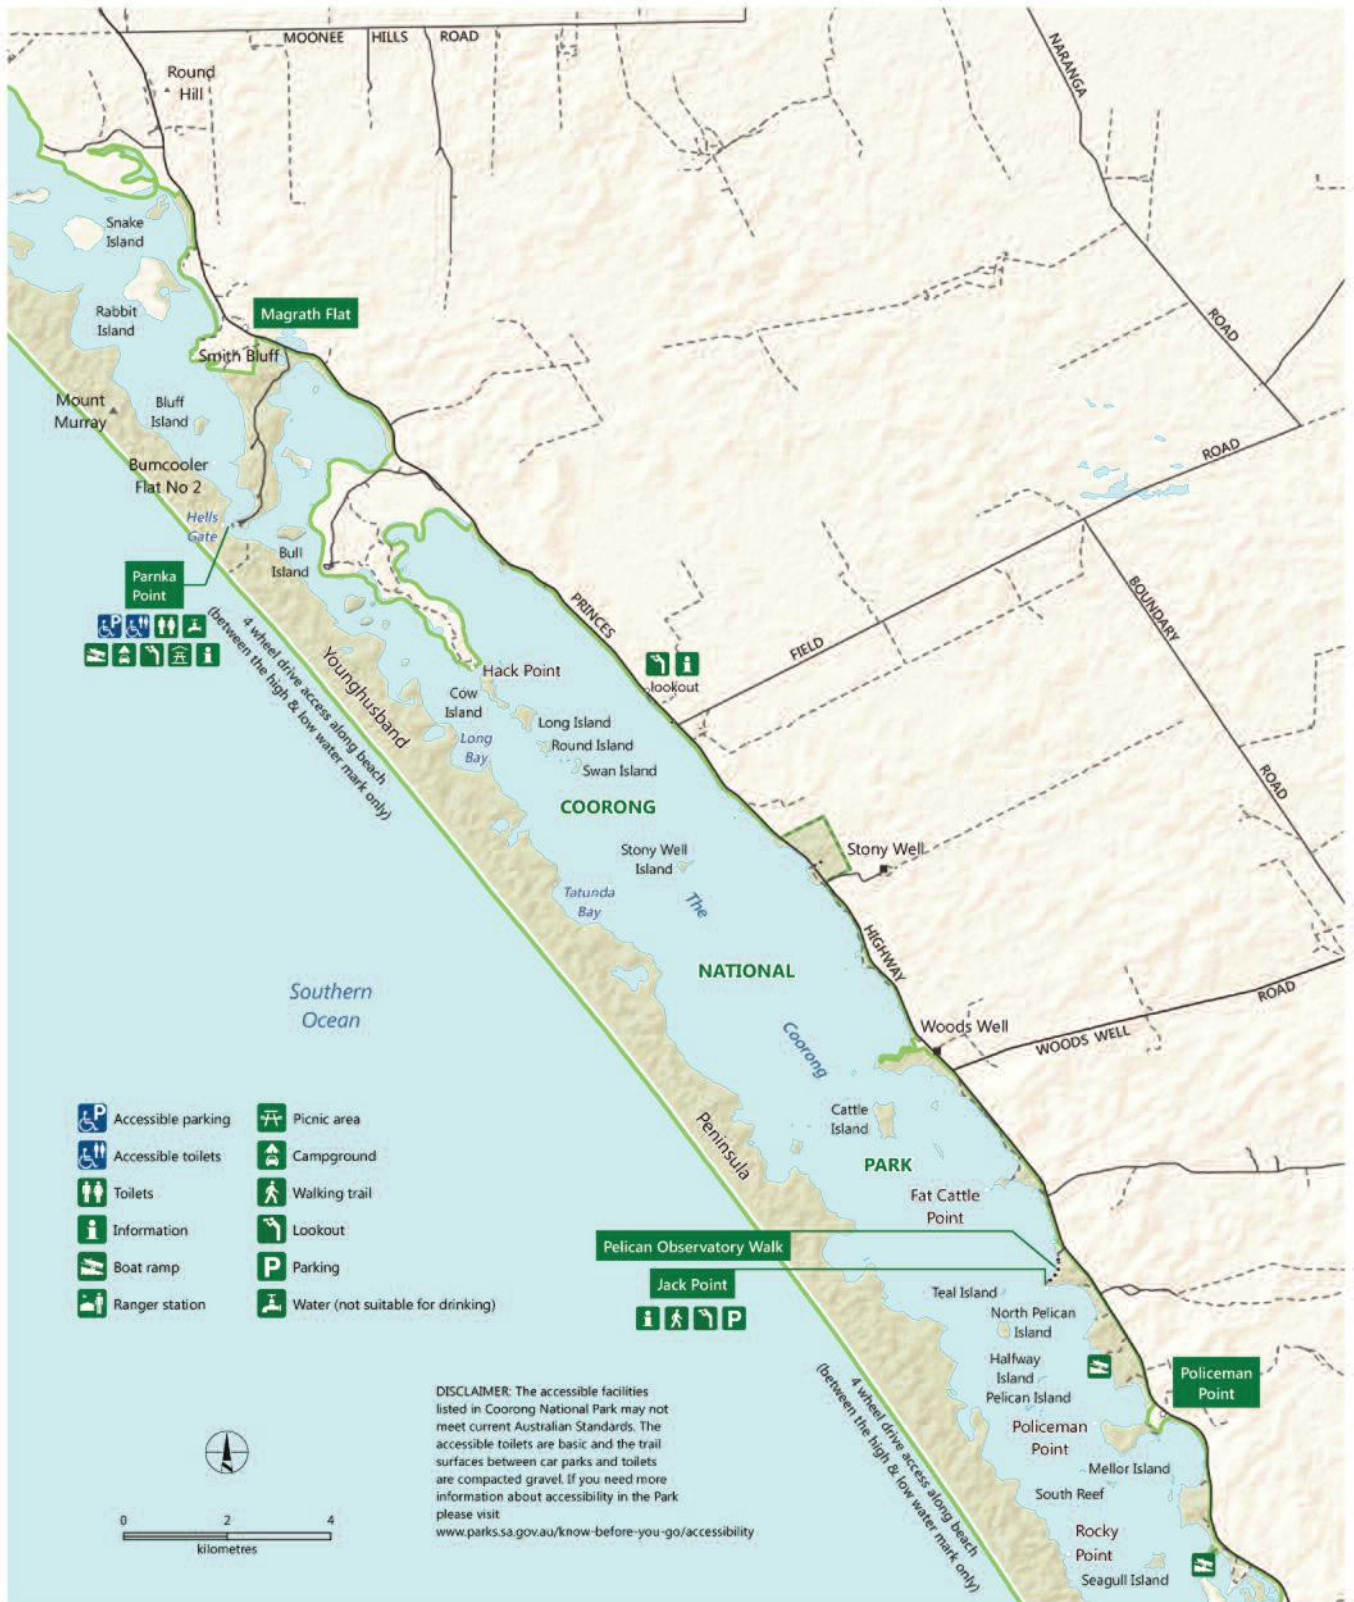 MOONEE HILLS ROAD
NARANGA
ROAD
Round
Hill
Snake
Island
Rabbit
Island
Magrath Flat
Smith Bluff
Mount
Murray
Bluff
Island
Bumcooler
Flat No 2
Hells
Gate
Bull
Island
Parnka
Point
4 wheel drive access along beach
(between the high & low water mark only)
Younghusband
PRINCES
FIELD
ROAD
BOUNDARY
ROAD
lookout
Hack Point
Cow
Island
Long
Bay
Long Island
Round Island
Swan Island
COORONG
Stony Well
Island
Stony Well
Tatunda
Bay
The
HIGHWAY
NATIONAL
Southern
Ocean
Coorong
Woods Well
WOODS WELL
ROAD
Cattle
Island
Peninsula
PARK
Fat Cattle
Point
Pelican Observatory Walk
Jack Point
P
Teal Island
North Pelican
Island
Halfway
Island
Pelican Island
Policeman
Point
Policeman
Point
Mellor Island
South Reef
Rocky
Point
Seagull Island
4 wheel drive access along beach
(between the high & low water mark only)
Accessible parking
Accessible toilets
Toilets
Information
Boat ramp
Ranger station
Picnic area
Campground
Walking trail
Lookout
P Parking
Water (not suitable for drinking)
DISCLAIMER: The accessible facilities
listed in Coorong National Park may not
meet current Australian Standards. The
accessible toilets are basic and the trail
surfaces between car parks and toilets
are compacted gravel. If you need more
information about accessibility in the Park
please visit
www.parks.sa.gov.au/know-before-you-go/accessibility
N
0 2 4
kilometres